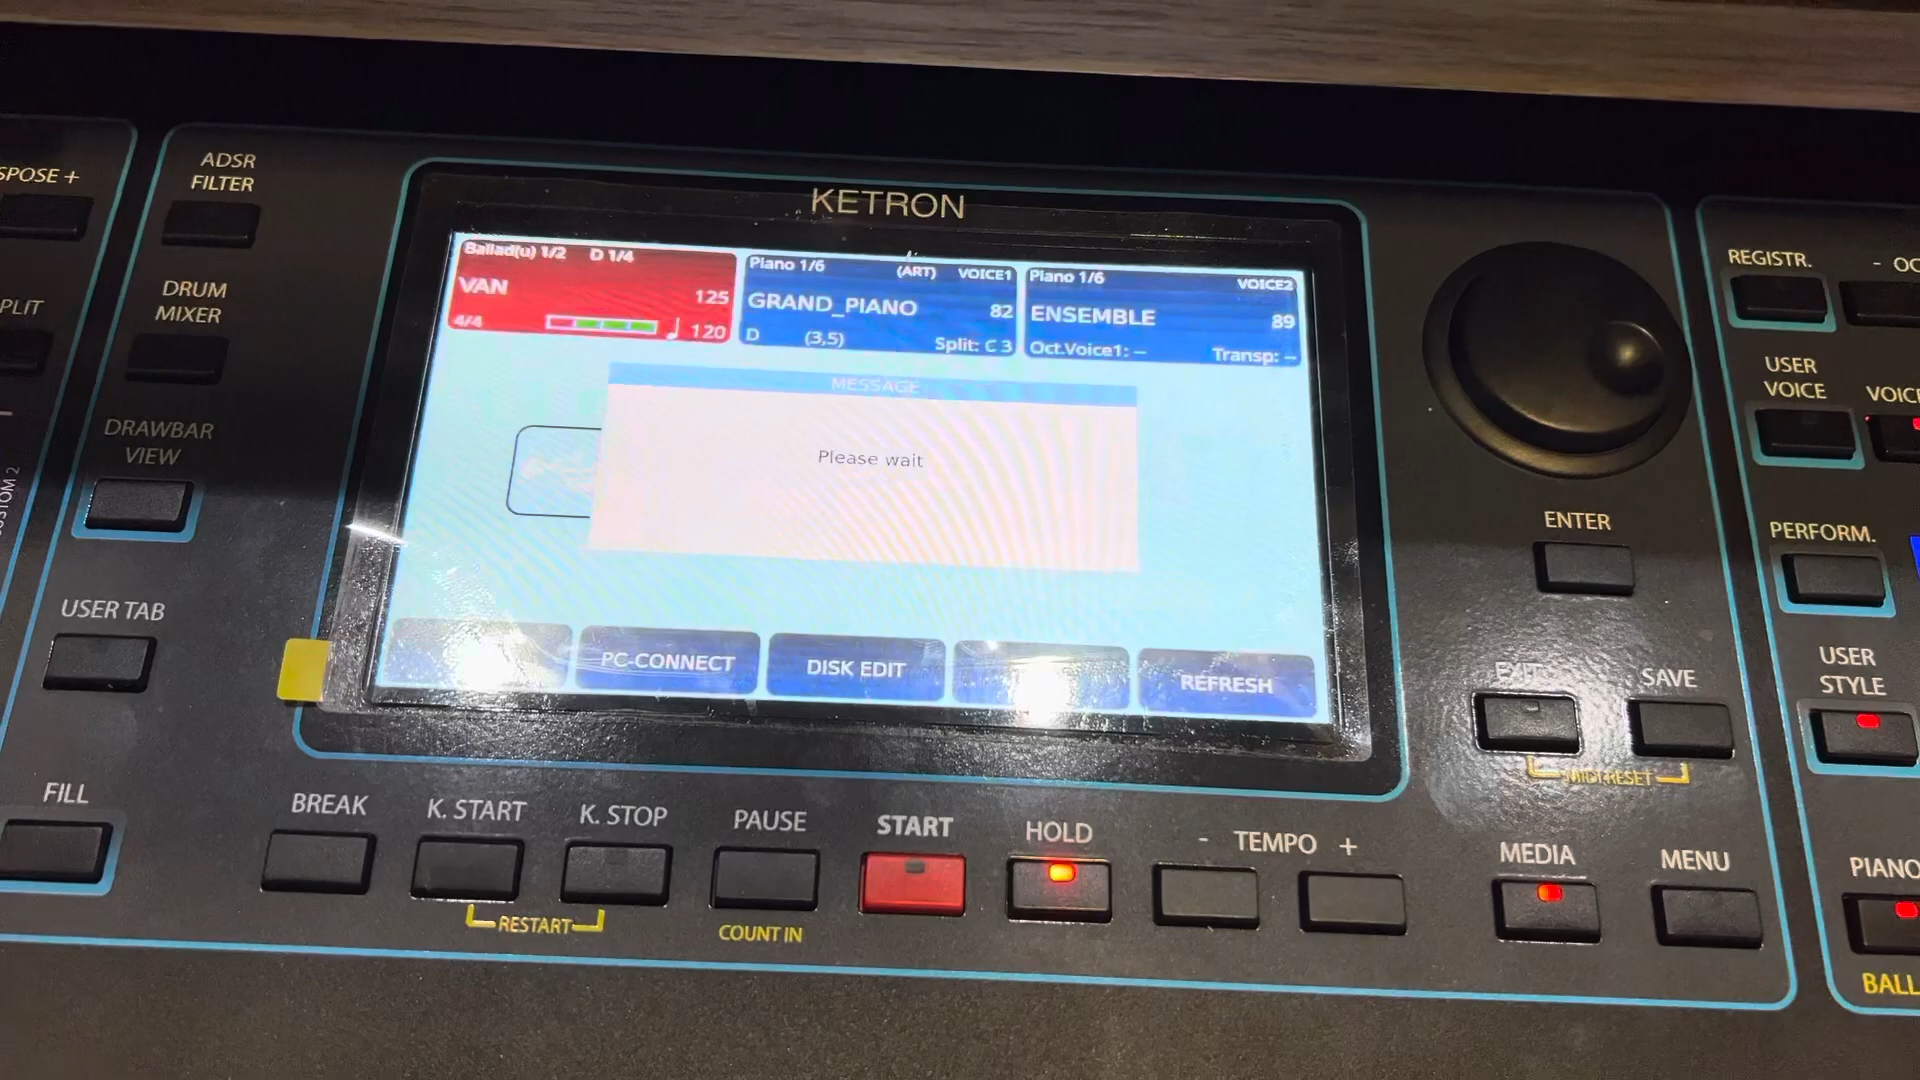 KETRON
Ballad(u) 1/2 D 1/4
VAN
125
4/4
120
Piano 1/6 (ART) VOICE1
GRAND_PIANO 82
D (3,5) Split: C 3
Piano 1/6 VOICE2
ENSEMBLE 89
Oct.Voice1: -- Transp: --
MESSAGE
Please wait
PC-CONNECT
DISK EDIT
REFRESH
SPOSE +
ADSR
FILTER
PLIT
DRUM
MIXER
DRAWBAR
VIEW
CUSTOM 2
USER TAB
FILL
BREAK
K. START
K. STOP
RESTART
PAUSE
COUNT IN
START
HOLD
- TEMPO +
ENTER
EXIT
SAVE
MIDI RESET
MEDIA
MENU
REGISTR.
- OC
USER
VOICE
VOICE
PERFORM.
USER
STYLE
PIANO
BALL